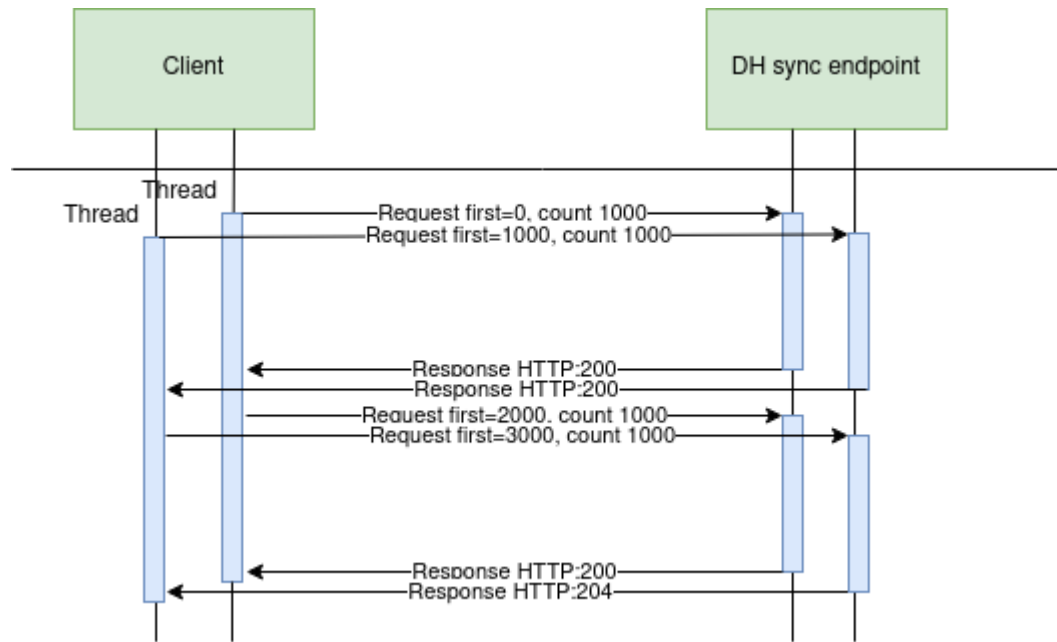 Client
DH sync endpoint
Thread
Thread
Request first=0, count 1000
Request first=1000, count 1000
Response HTTP:200
Response HTTP:200
Request first=2000, count 1000
Request first=3000, count 1000
Response HTTP:200
Response HTTP:204